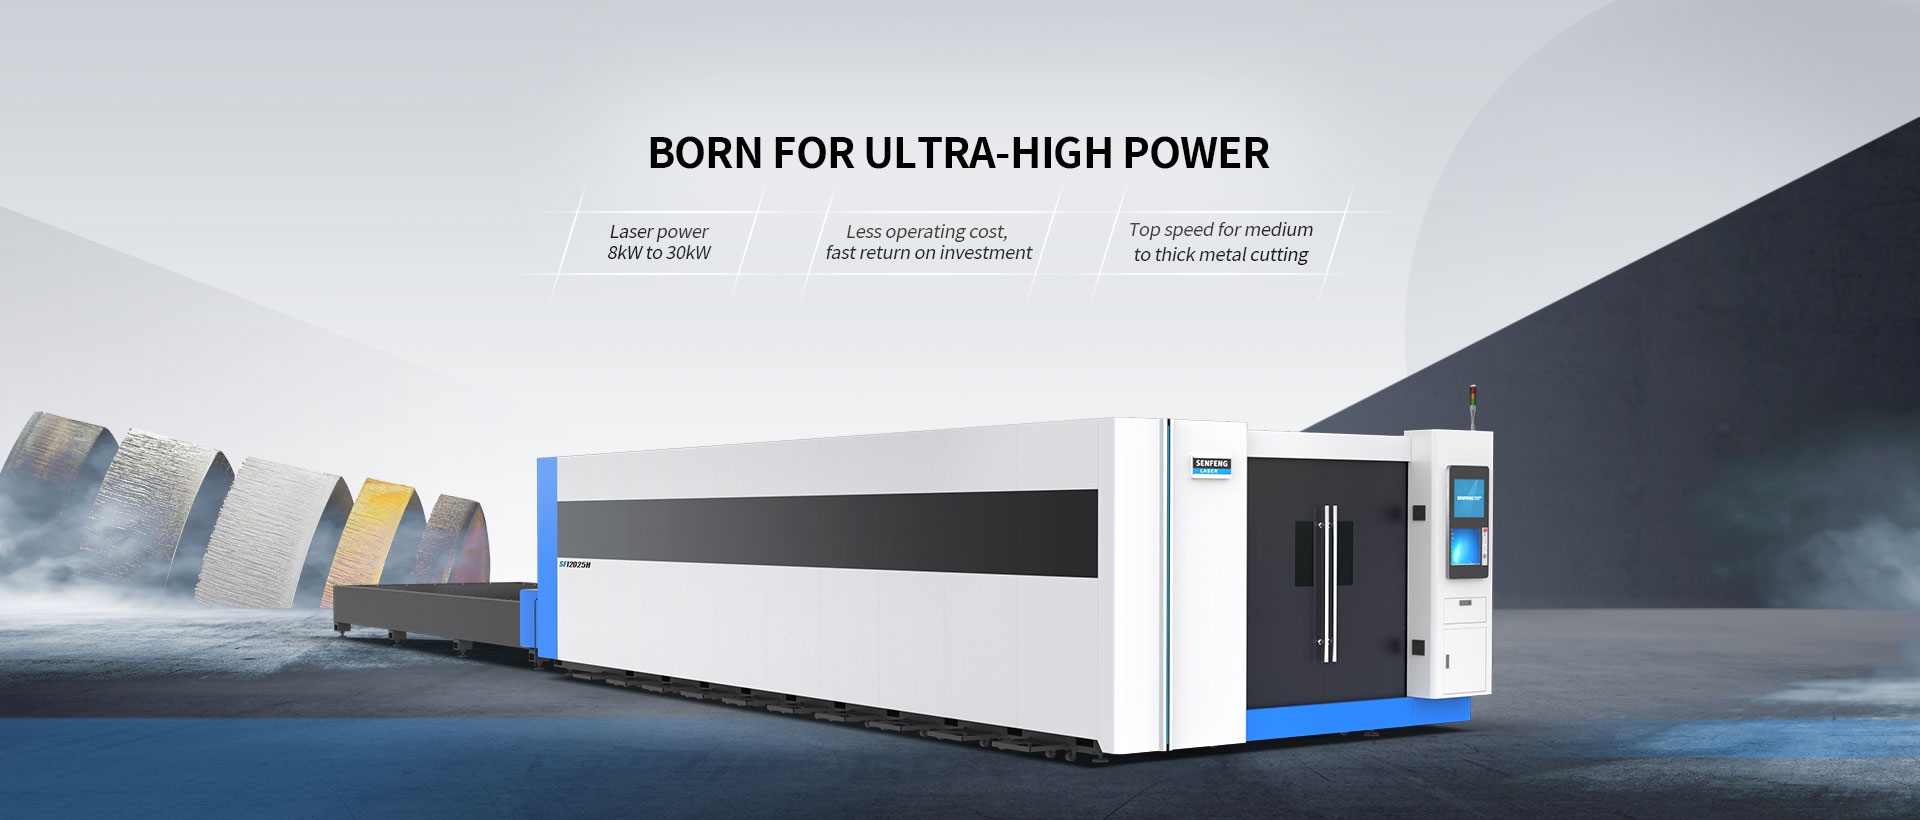 BORN FOR ULTRA-HIGH POWER
Laser power
8kW to 30kW
Less operating cost,
fast return on investment
Top speed for medium
to thick metal cutting
SENFENG
LASER
SENFENG
SF12025H